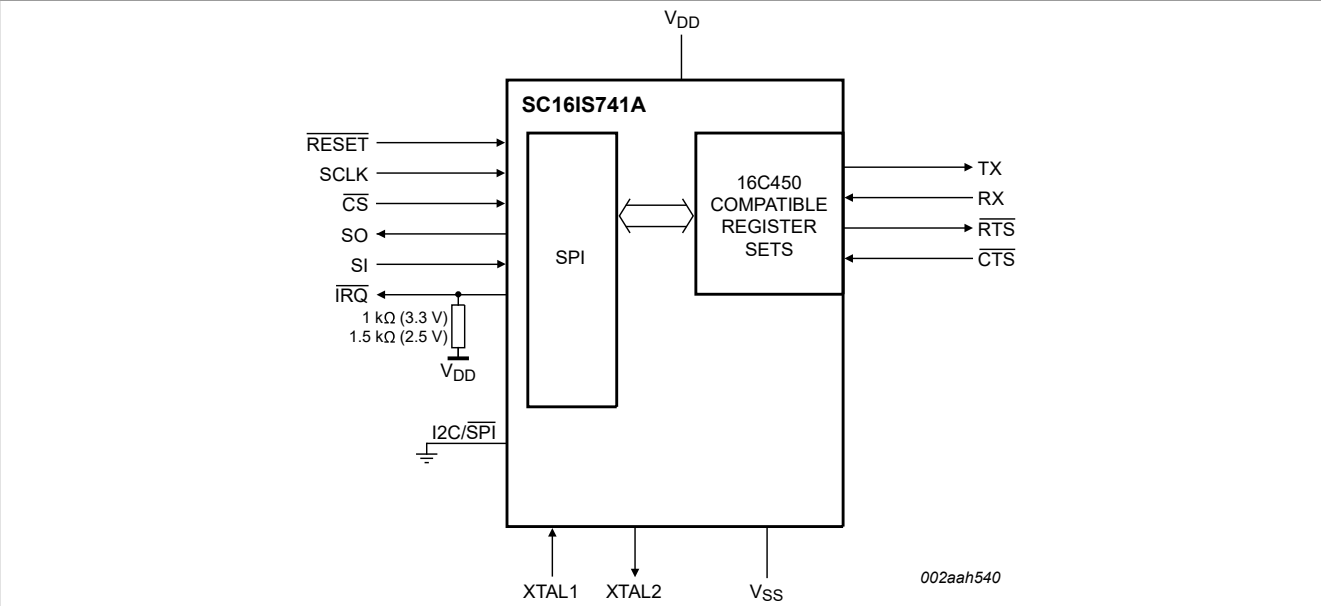 VDD
SC16IS741A
RESET
SCLK
CS
SO
SI
IRQ
1 kΩ (3.3 V)
1.5 kΩ (2.5 V)
VDD
I2C/SPI
SPI
16C450
COMPATIBLE
REGISTER
SETS
TX
RX
RTS
CTS
XTAL1
XTAL2
VSS
002aah540